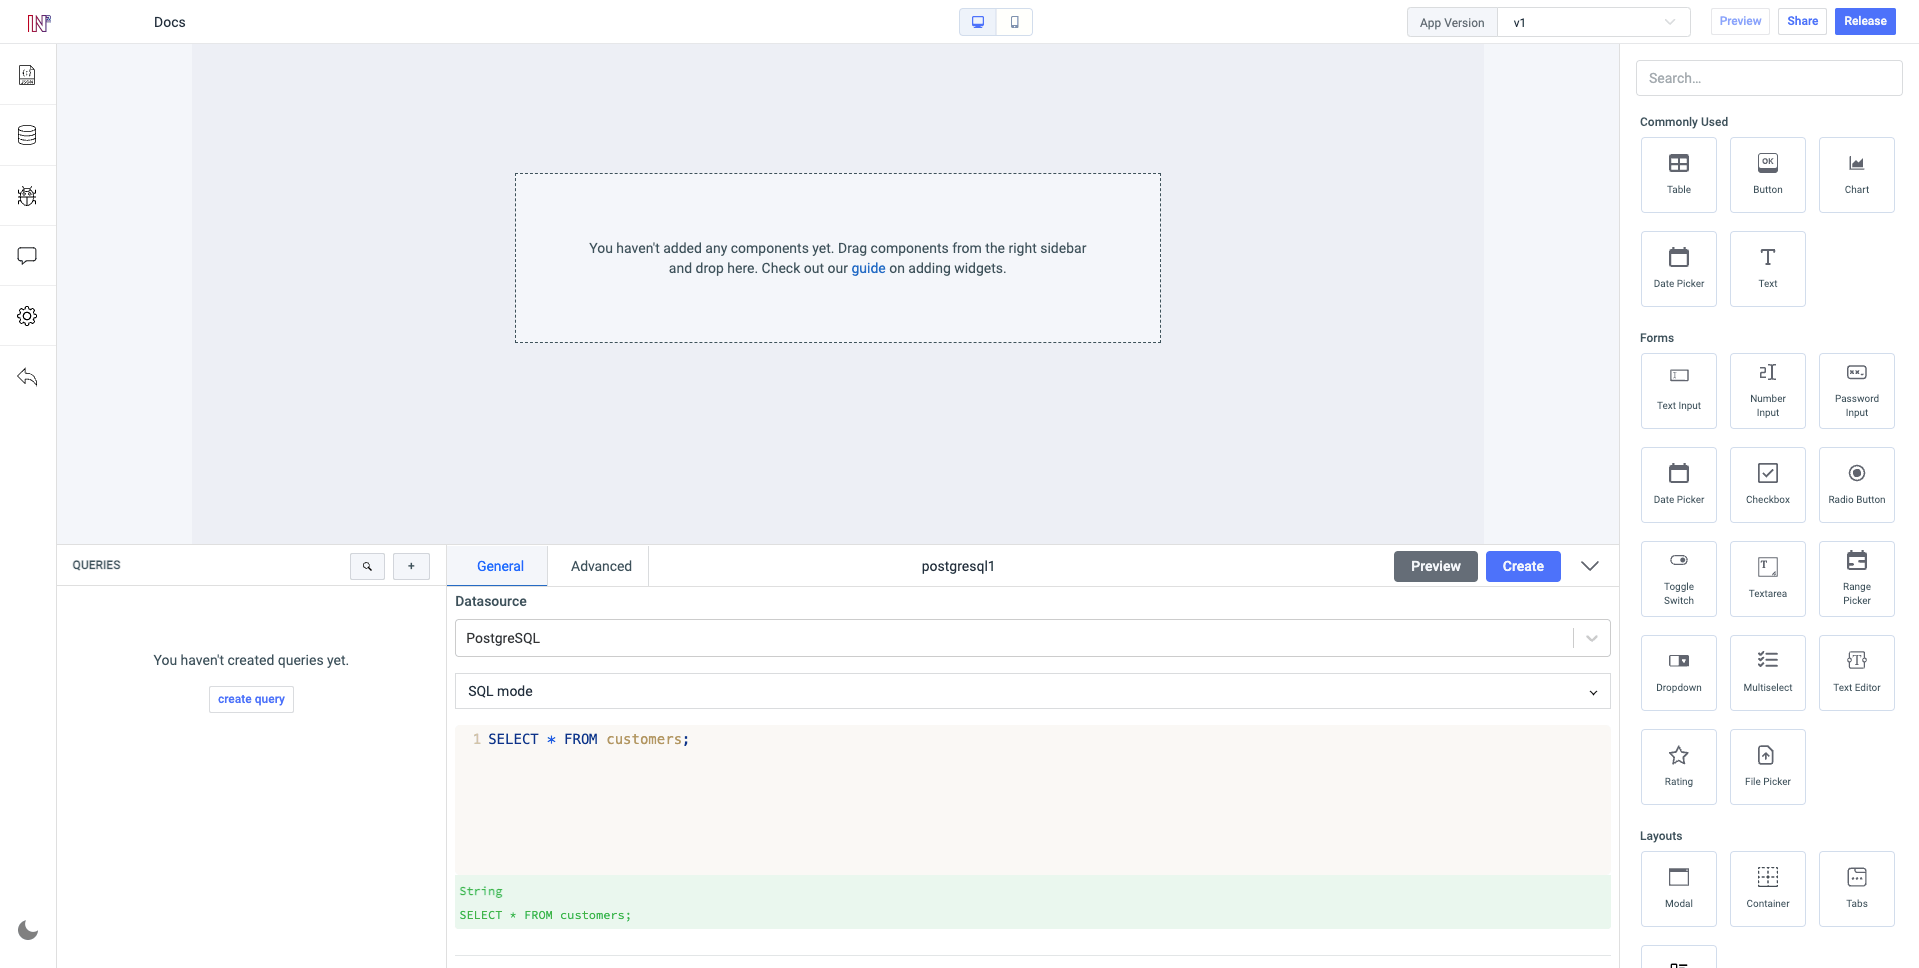 Docs
App Version
v1
Preview
Share
Release
Search...
Commonly Used
Table
Button
Chart
Date Picker
Text
You haven't added any components yet. Drag components from the right sidebar
and drop here. Check out our guide on adding widgets.
Forms
Text Input
Number
Input
Password
Input
Date Picker
Checkbox
Radio Button
Toggle
Switch
Textarea
Range
Picker
Dropdown
Multiselect
Text Editor
Rating
File Picker
Layouts
Modal
Container
Tabs
QUERIES
+
You haven't created queries yet.
create query
General
Advanced
postgresql1
Preview
Create
Datasource
PostgreSQL
SQL mode
1 SELECT * FROM customers;
String
SELECT * FROM customers;